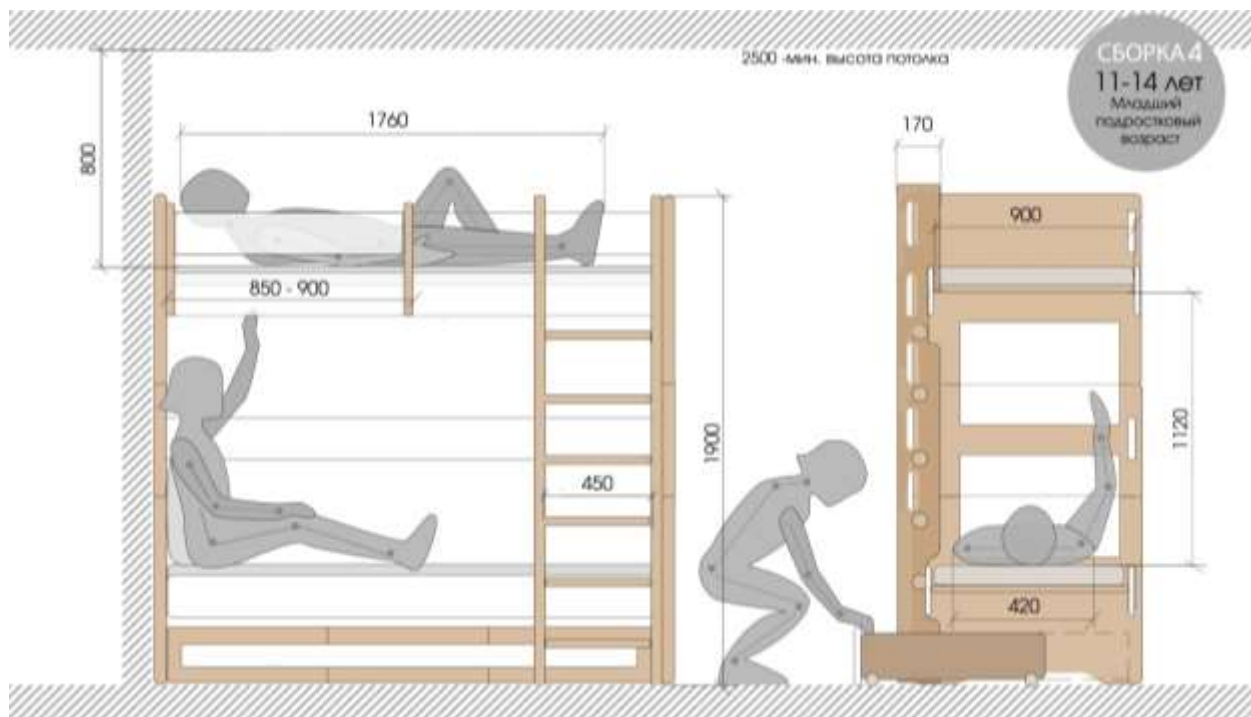 2500 -мин. высота потолка
СБОРКА 4
11-14 лет
Младший
подростковый
возраст
1760
170
800
900
850 - 900
1900
1120
450
420